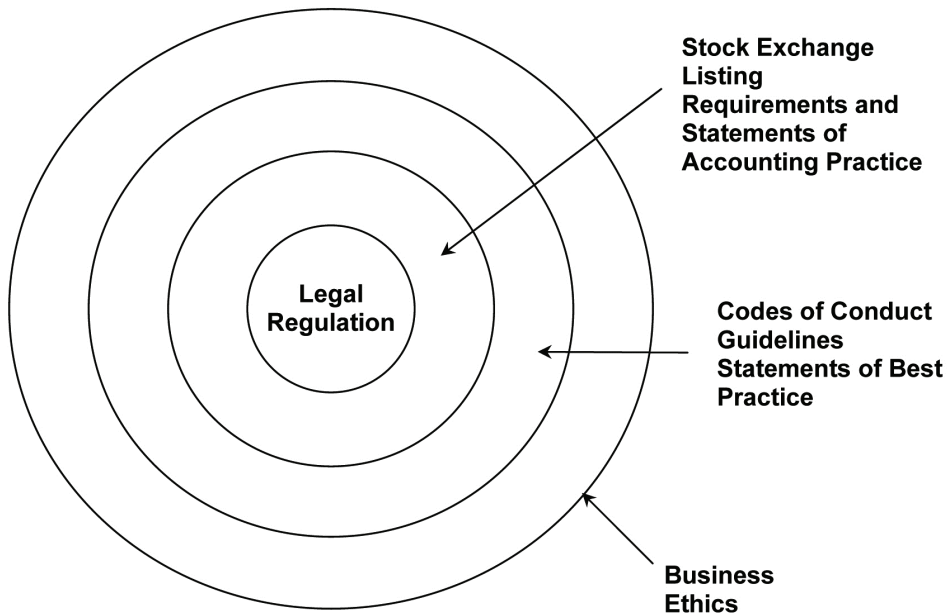 Stock Exchange
Listing
Requirements and
Statements of
Accounting Practice
Legal
Regulation
Codes of Conduct
Guidelines
Statements of Best
Practice
Business
Ethics